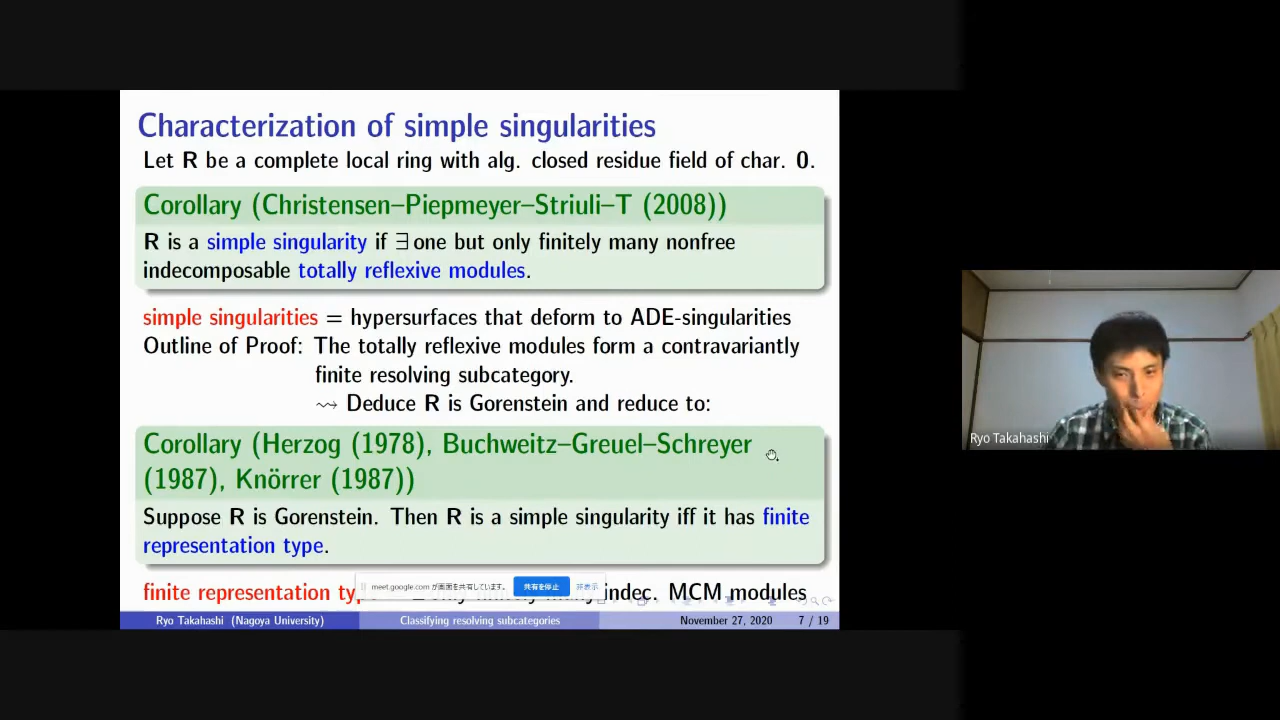 Characterization of simple singularities
Let R be a complete local ring with alg. closed residue field of char. 0.
Corollary (Christensen–Piepmeyer–Striuli–T (2008))
R is a simple singularity if ∃ one but only finitely many nonfree
indecomposable totally reflexive modules.
simple singularities = hypersurfaces that deform to ADE-singularities
Outline of Proof: The totally reflexive modules form a contravariantly
finite resolving subcategory.
⇝ Deduce R is Gorenstein and reduce to:
Corollary (Herzog (1978), Buchweitz–Greuel–Schreyer
(1987), Knörrer (1987))
Suppose R is Gorenstein. Then R is a simple singularity iff it has finite
representation type.
finite representation indec. MCM modules
meet.google.com が画面を共有しています。 共有を停止 非表示
Ryo Takahashi (Nagoya University) Classifying resolving subcategories November 27, 2020 7 / 19
Ryo Takahashi